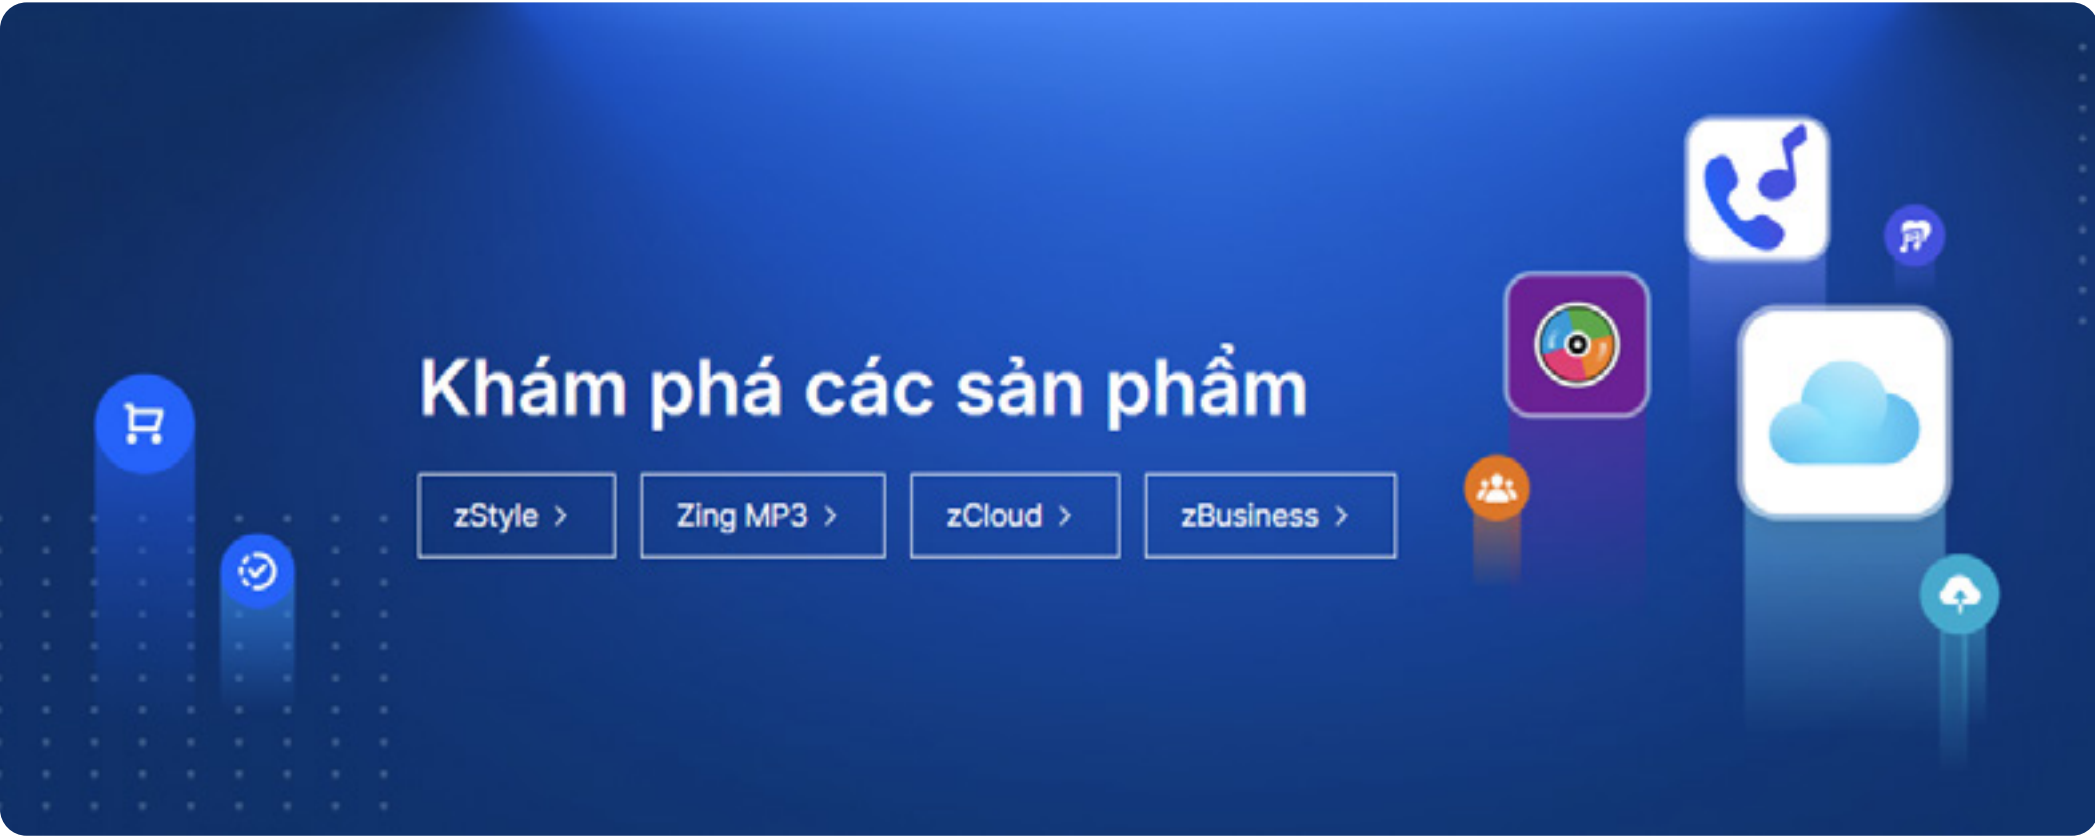 Khám phá các sản phẩm
zStyle >
Zing MP3 >
zCloud >
zBusiness >